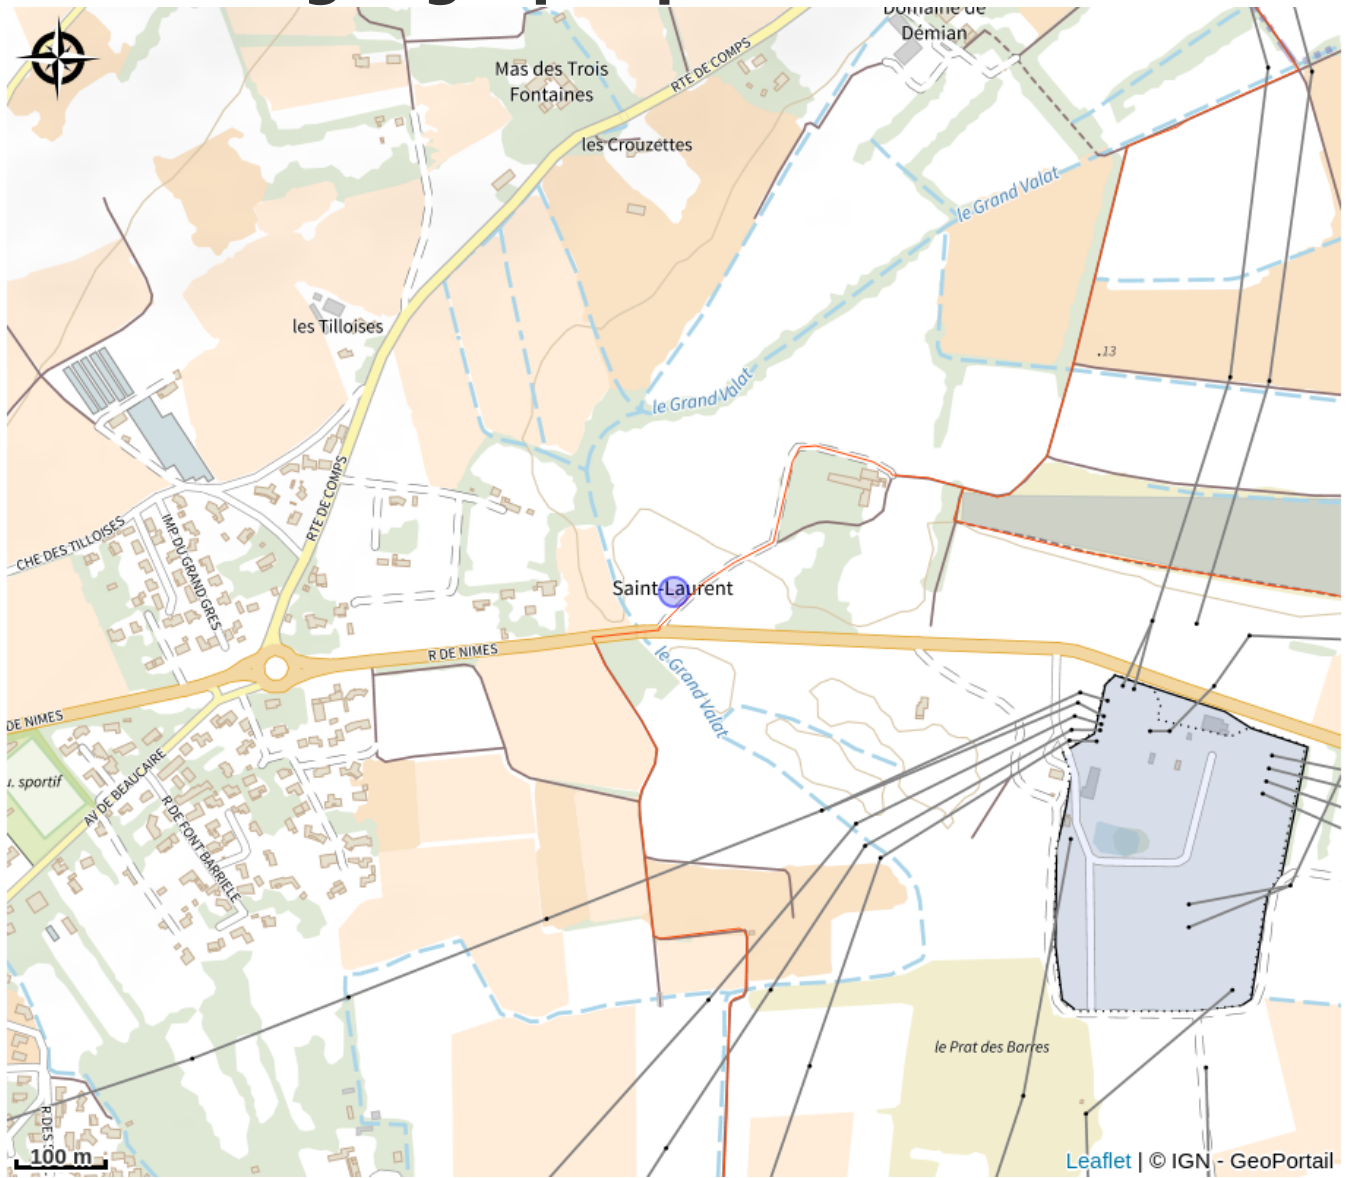 Domaine de
Démian
Mas des Trois
Fontaines
RTE DE COMPS
les Crouzettes
le Grand Valat
les Tilloises
.13
le Grand Valat
RTE DE COMPS
CHE DES TILLOISES
IMP DU GRAND GRES
Saint-Laurent
R DE NIMES
le Grand Valat
DE NIMES
u. sportif
AV DE BEAUCAIRE
R DE FONT BARRIELE
le Prat des Barres
R DES
100 m
Leaflet | © IGN - GeoPortail